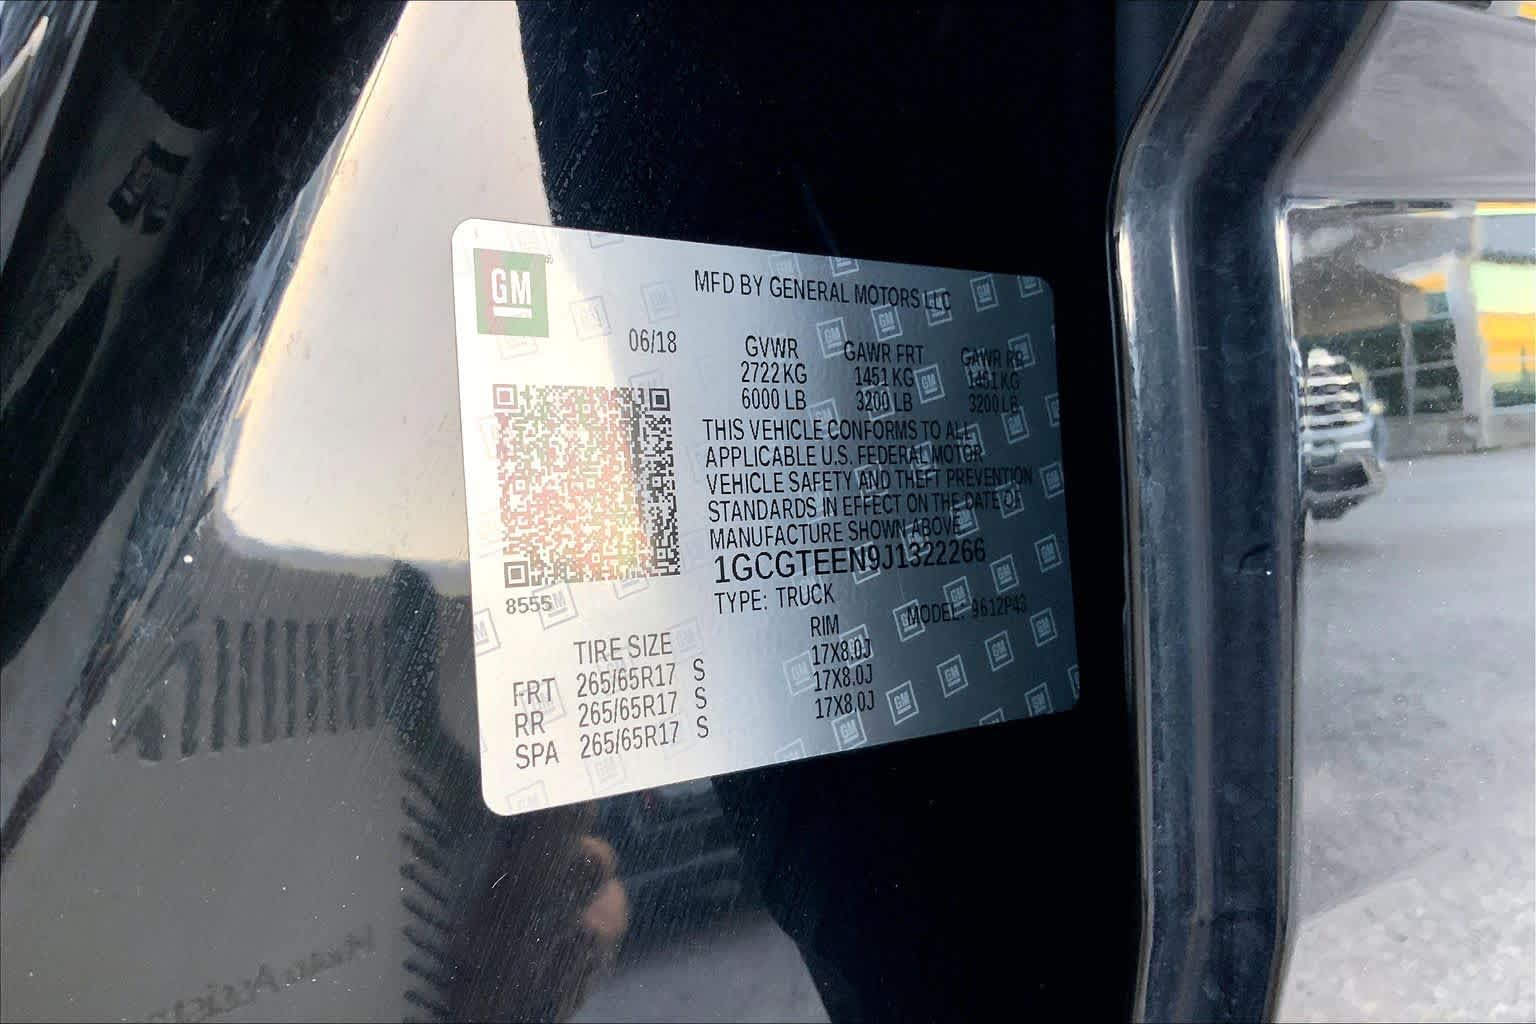 GM
MFD BY GENERAL MOTORS LLC
06/18
GVWR GAWR FRT GAWR RR
2722 KG 1451 KG 1451 KG
6000 LB 3200 LB 3200 LB
THIS VEHICLE CONFORMS TO ALL
APPLICABLE U.S. FEDERAL MOTOR
VEHICLE SAFETY AND THEFT PREVENTION
STANDARDS IN EFFECT ON THE DATE OF
MANUFACTURE SHOWN ABOVE
1GCGTEEN9J1322266
8555
TYPE: TRUCK MODEL: 9612P43
TIRE SIZE RIM
FRT 265/65R17 S 17X8.0J
RR 265/65R17 S 17X8.0J
SPA 265/65R17 S 17X8.0J